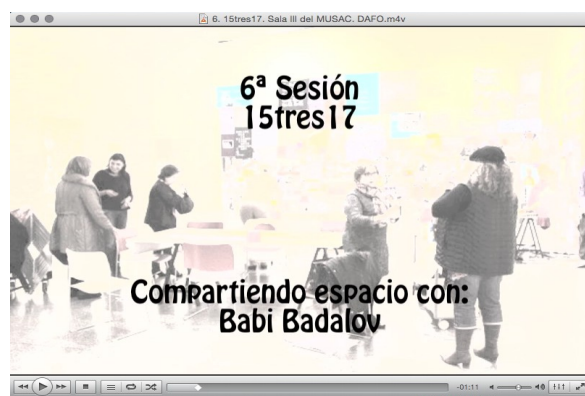 6. 15tres17. Sala III del MUSAC. DAFO.m4v
6ª Sesión
15tres17
Compartiendo espacio con:
Babi Badalov
-01:11